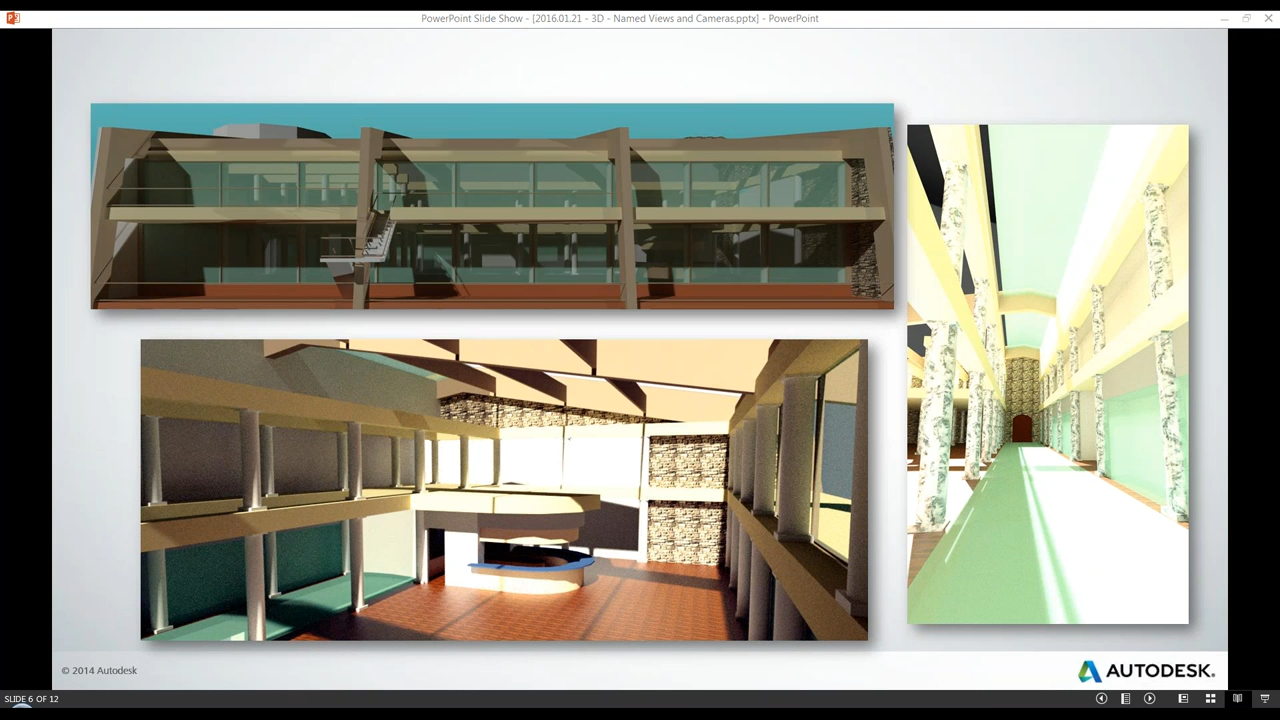 PowerPoint Slide Show - [2016.01.21 - 3D - Named Views and Cameras.pptx] - PowerPoint
© 2014 Autodesk
AUTODESK.
SLIDE 6 OF 12